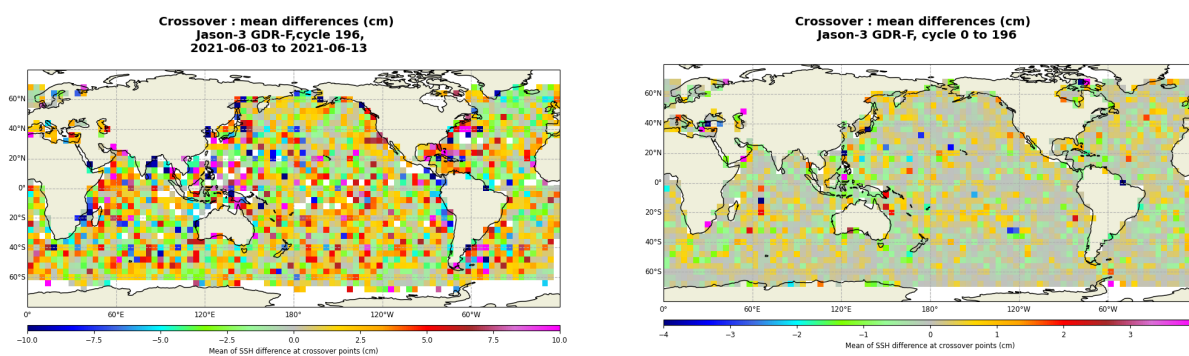 Crossover : mean differences (cm)
Jason-3 GDR-F,cycle 196,
2021-06-03 to 2021-06-13
60°N
40°N
20°N
0°
20°S
40°S
60°S
0° 60°E 120°E 180° 120°W 60°W
−10.0 −7.5 −5.0 −2.5 0.0 2.5 5.0 7.5 10.0
Mean of SSH difference at crossover points (cm)
Crossover : mean differences (cm)
Jason-3 GDR-F, cycle 0 to 196
60°N
40°N
20°N
0°
20°S
40°S
60°S
0° 60°E 120°E 180° 120°W 60°W
−4 −3 −2 −1 0 1 2 3
Mean of SSH difference at crossover points (cm)